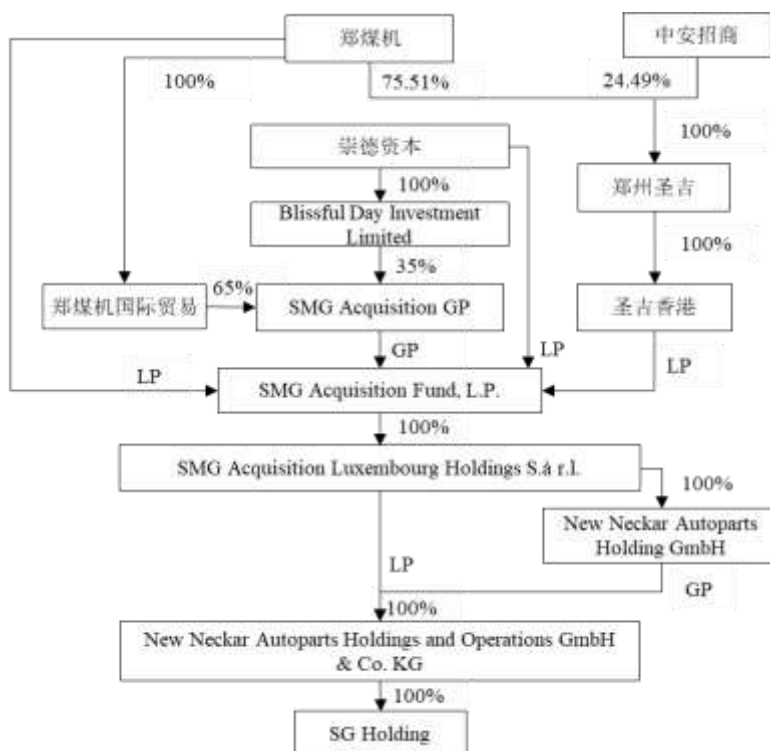 郑煤机
中安招商
100%
75.51%
24.49%
崇德资本
100%
100%
郑州圣吉
Blissful Day Investment
Limited
35%
100%
郑煤机国际贸易
65%
SMG Acquisition GP
圣吉香港
GP
LP
LP
LP
SMG Acquisition Fund, L.P.
100%
SMG Acquisition Luxembourg Holdings S.à r.l.
100%
New Neckar Autoparts
Holding GmbH
LP
GP
100%
New Neckar Autoparts Holdings and Operations GmbH
& Co. KG
100%
SG Holding